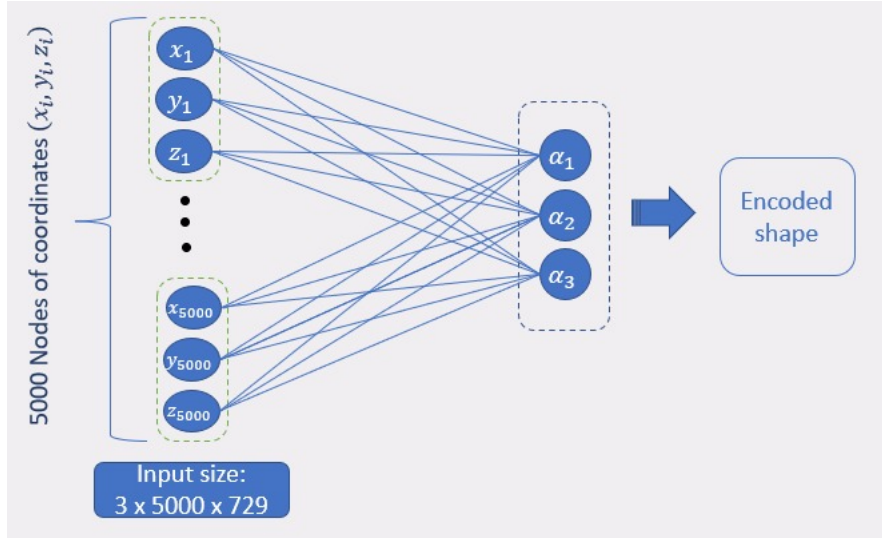 5000 Nodes of coordinates (xᵢ, yᵢ, zᵢ)
x₁
y₁
z₁
x₅₀₀₀
y₅₀₀₀
z₅₀₀₀
α₁
α₂
α₃
Encoded
shape
Input size:
3 x 5000 x 729